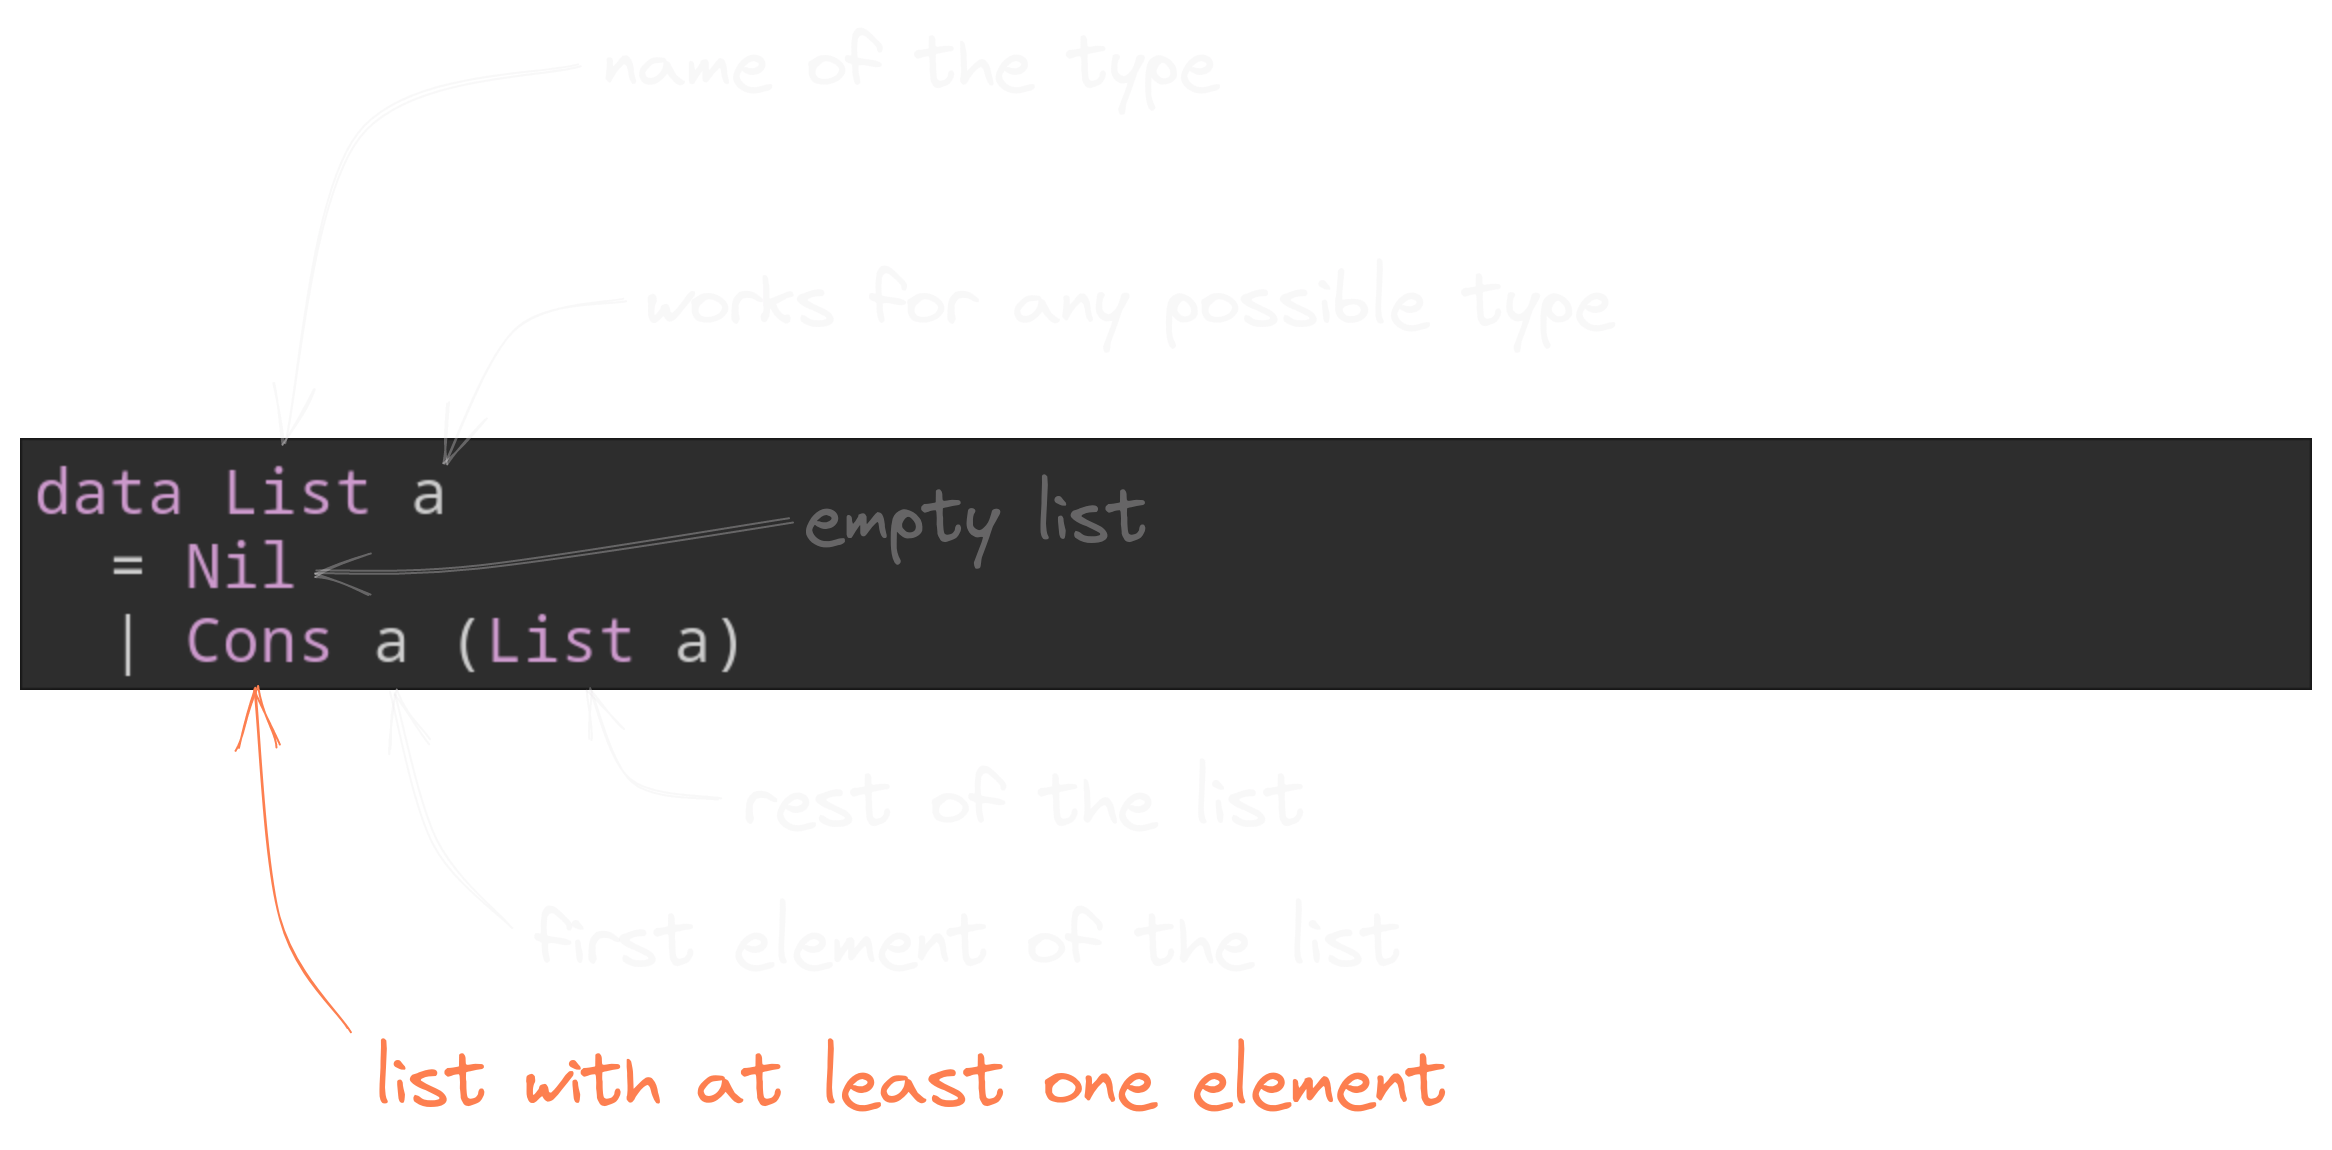 name of the type
works for any possible type
data List a
empty list
= Nil
| Cons a (List a)
rest of the list
first element of the list
list with at least one element